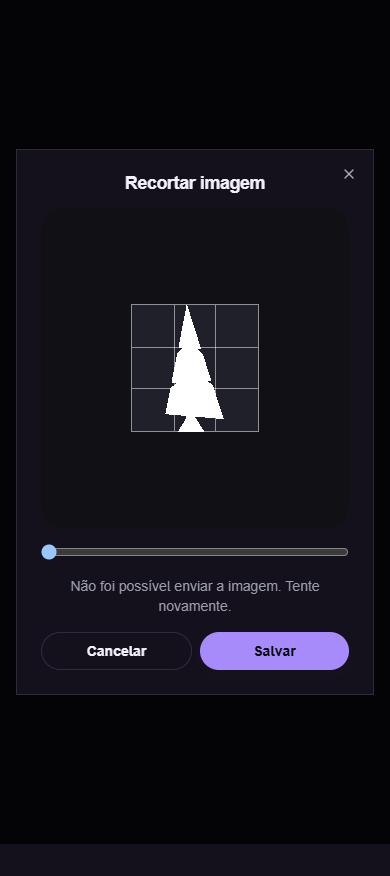 Recortar imagem
Não foi possível enviar a imagem. Tente
novamente.
Cancelar
Salvar